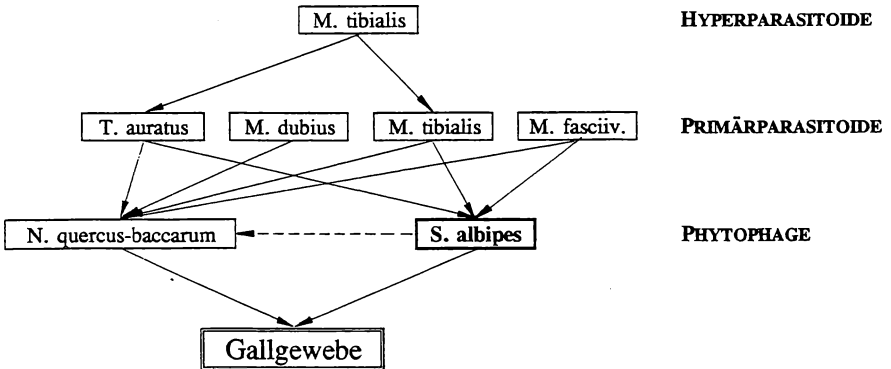 M. tibialis HYPERPARASITOIDE
T. auratus M. dubius M. tibialis M. fasciiv. PRIMÄRPARASITOIDE
N. quercus-baccarum S. albipes PHYTOPHAGE
Gallgewebe